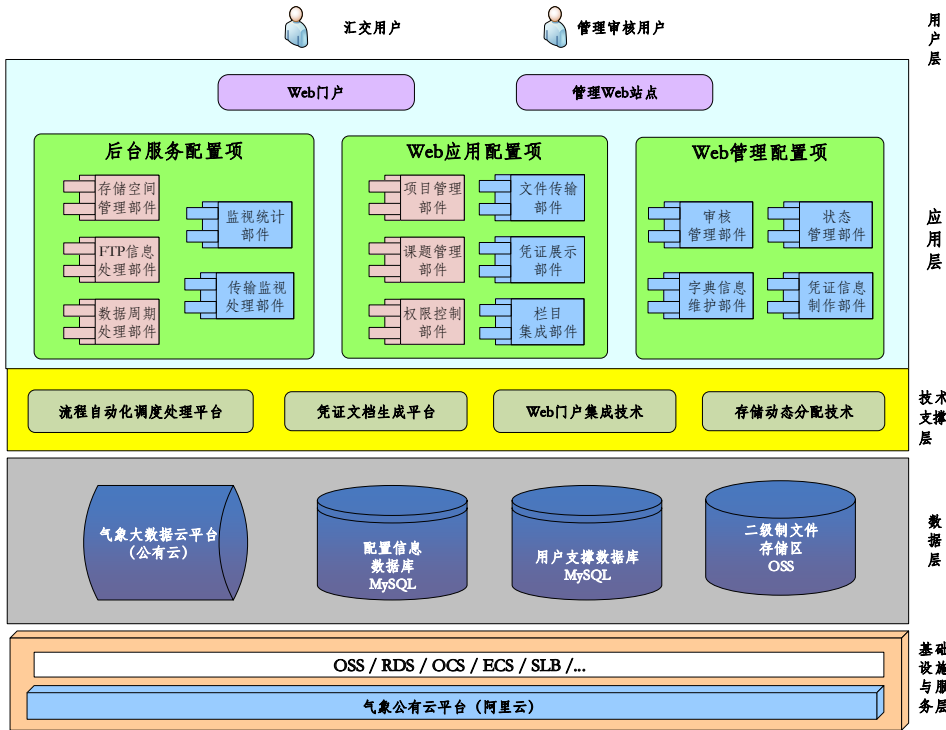 汇交用户
管理审核用户
用
户
层
Web门户
管理Web站点
后台服务配置项
存储空间
管理部件
FTP信息
处理部件
数据周期
处理部件
监视统计
部件
传输监视
处理部件
Web应用配置项
项目管理
部件
课题管理
部件
权限控制
部件
文件传输
部件
凭证展示
部件
栏目
集成部件
Web管理配置项
审核
管理部件
状态
管理部件
字典信息
维护部件
凭证信息
制作部件
应
用
层
流程自动化调度处理平台
凭证文档生成平台
Web门户集成技术
存储动态分配技术
技术
支撑
层
气象大数据云平台
（公有云）
配置信息
数据库
MySQL
用户支撑数据库
MySQL
二级制文件
存储区
OSS
数
据
层
OSS / RDS / OCS / ECS / SLB /...
气象公有云平台（阿里云）
基础
设施
与服
务层